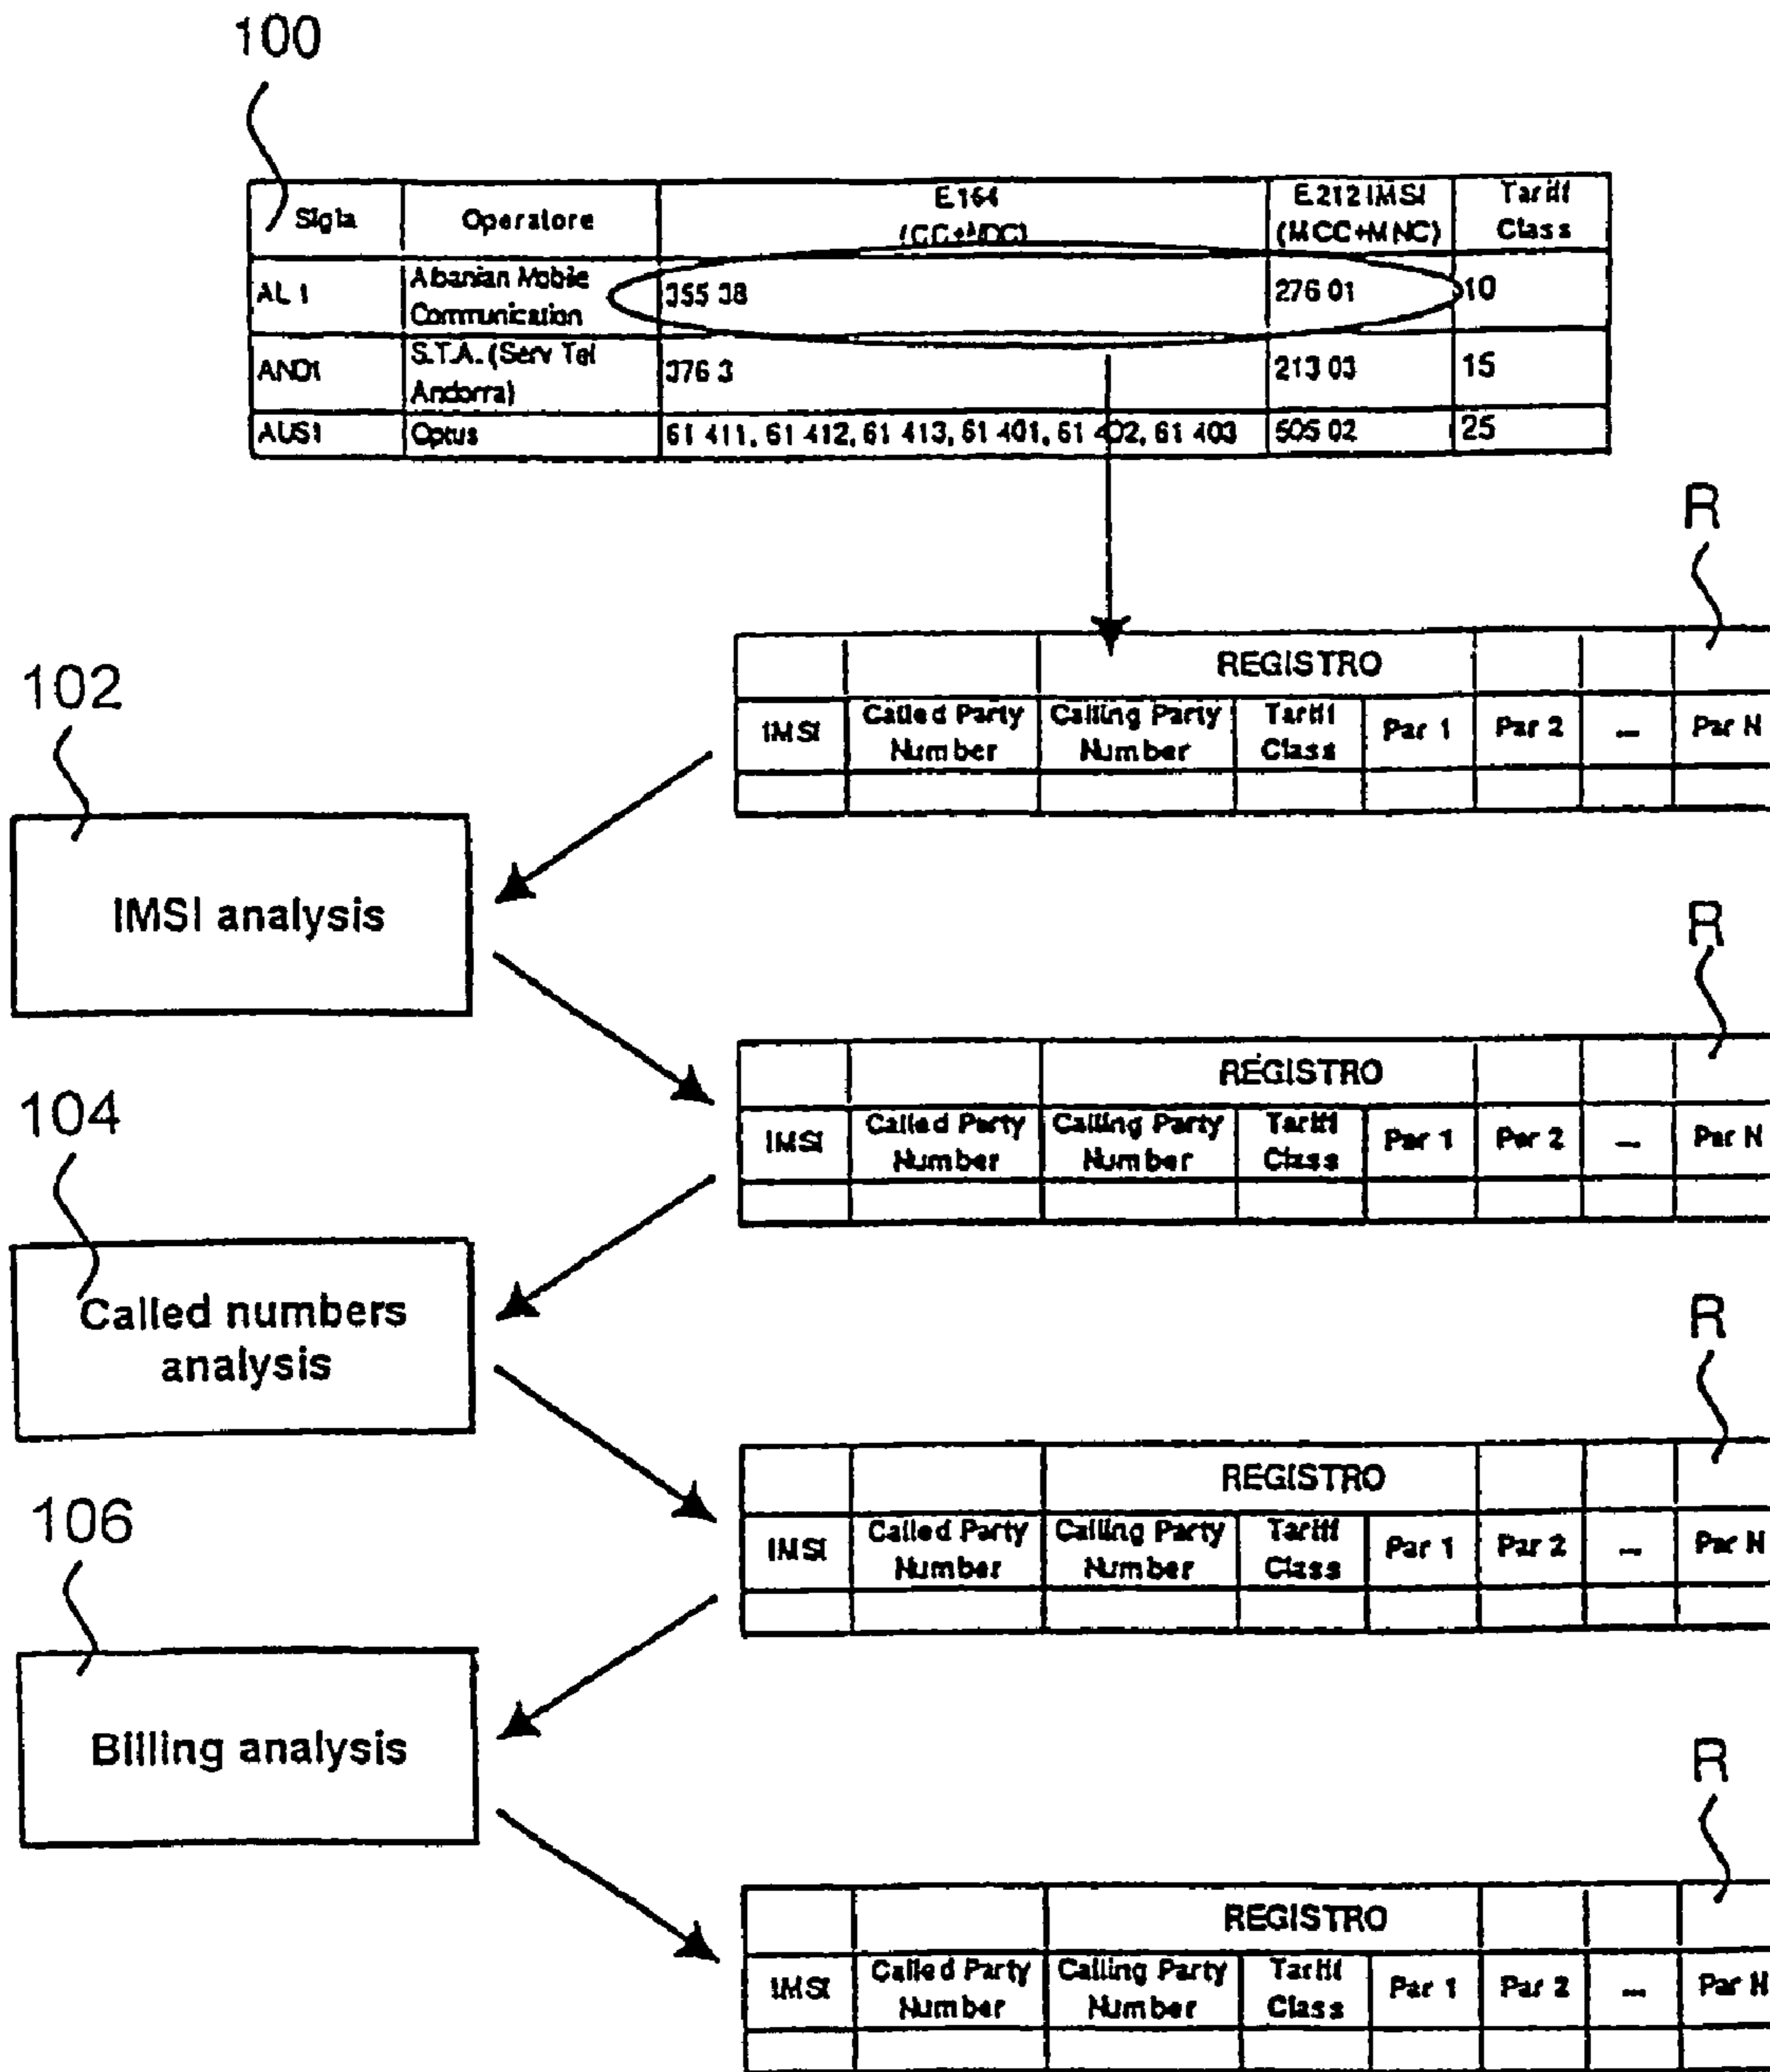 100
Sigla Operatore E.164 (CC+NDC) E.212 IMSI (MCC+MNC) Tariff Class
AL 1 Albanian Mobile Communication 355 38 276 01 10
AND1 S.T.A. (Serv Tel Andorra) 376 3 213 03 15
AUS1 Optus 61 411, 61 412, 61 413, 61 401, 61 402, 61 403 505 02 25
R
REGISTRO
IMSI Called Party Number Calling Party Number Tariff Class Par 1 Par 2 ... Par N
102
IMSI analysis
R
REGISTRO
IMSI Called Party Number Calling Party Number Tariff Class Par 1 Par 2 ... Par N
104
Called numbers
analysis
R
REGISTRO
IMSI Called Party Number Calling Party Number Tariff Class Par 1 Par 2 ... Par N
106
Billing analysis
R
REGISTRO
IMSI Called Party Number Calling Party Number Tariff Class Par 1 Par 2 ... Par N